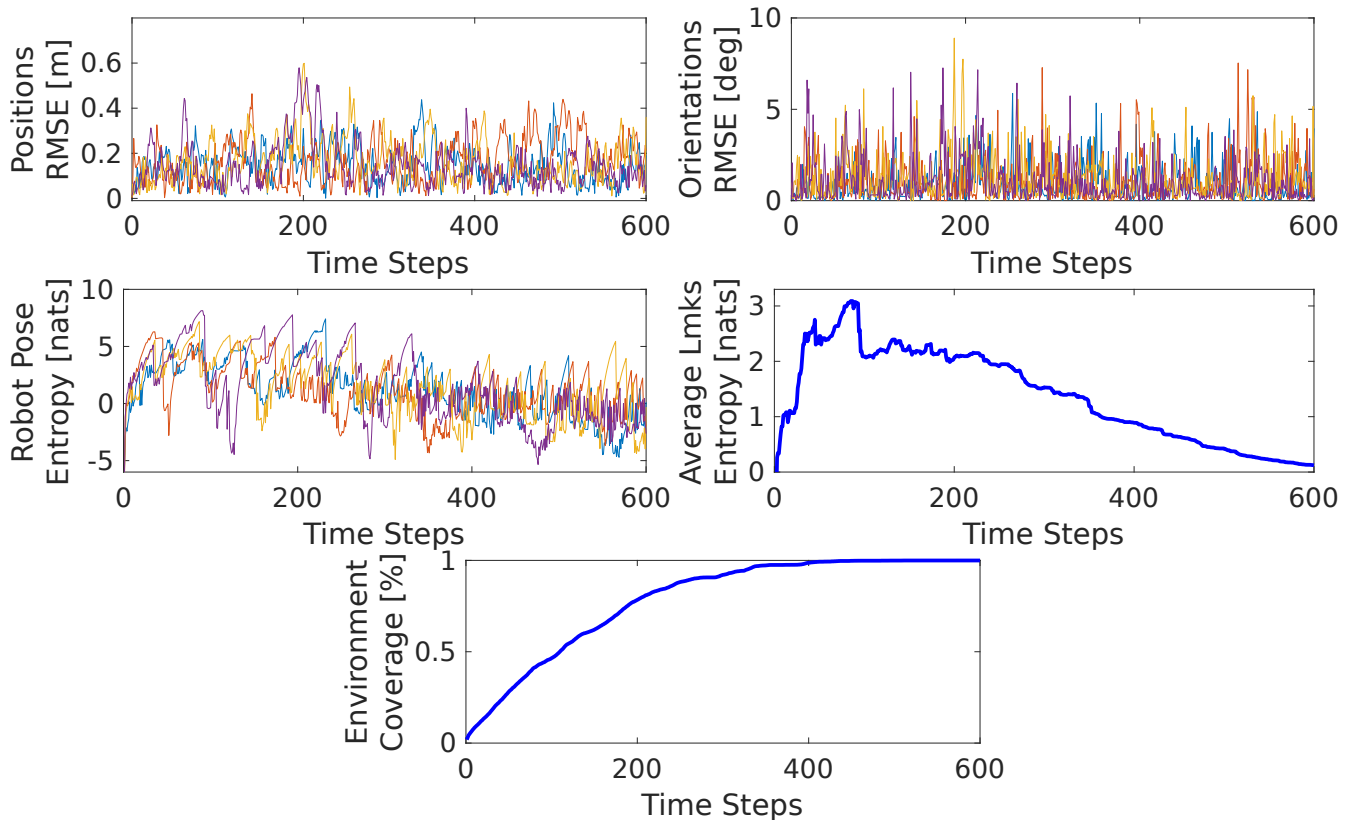 Positions
RMSE [m]
0.6
0.4
0.2
0
0
200
400
600
Time Steps
Orientations
RMSE [deg]
10
5
0
0
200
400
600
Time Steps
Robot Pose
Entropy [nats]
10
5
0
-5
0
200
400
600
Time Steps
Average Lmks
Entropy [nats]
3
2
1
0
0
200
400
600
Time Steps
Environment
Coverage [%]
1
0.5
0
0
200
400
600
Time Steps